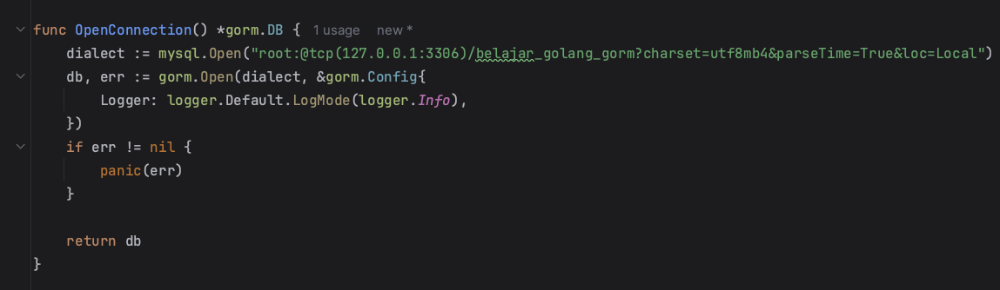 func OpenConnection() *gorm.DB { 1 usage new *
    dialect := mysql.Open("root:@tcp(127.0.0.1:3306)/belajar_golang_gorm?charset=utf8mb4&parseTime=True&loc=Local")
    db, err := gorm.Open(dialect, &gorm.Config{
        Logger: logger.Default.LogMode(logger.Info),
    })
    if err != nil {
        panic(err)
    }

    return db
}